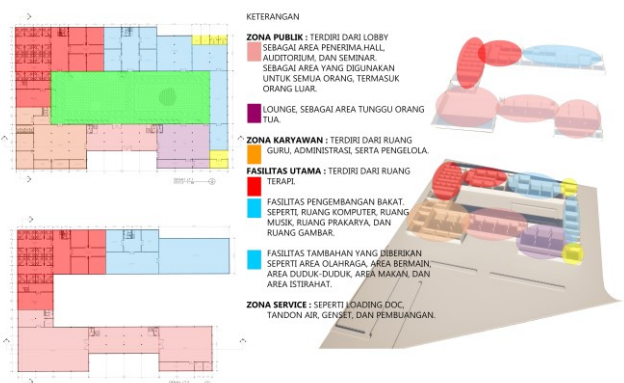 KETERANGAN
ZONA PUBLIK : TERDIRI DARI LOBBY
SEBAGAI AREA PENERIMA.HALL,
AUDITORIUM, DAN SEMINAR.
SEBAGAI AREA YANG DIGUNAKAN
UNTUK SEMUA ORANG, TERMASUK
ORANG LUAR.
LOUNGE, SEBAGAI AREA TUNGGU ORANG
TUA.
ZONA KARYAWAN : TERDIRI DARI RUANG
GURU, ADMINISTRASI, SERTA PENGELOLA.
FASILITAS UTAMA : TERDIRI DARI RUANG
TERAPI.
FASILITAS PENGEMBANGAN BAKAT.
SEPERTI, RUANG KOMPUTER, RUANG
MUSIK, RUANG PRAKARYA, DAN
RUANG GAMBAR.
FASILITAS TAMBAHAN YANG DIBERIKAN
SEPERTI AREA OLAHRAGA, AREA BERMAIN,
AREA DUDUK-DUDUK, AREA MAKAN, DAN
AREA ISTIRAHAT.
ZONA SERVICE : SEPERTI LOADING DOC,
TANDON AIR, GENSET, DAN PEMBUANGAN.